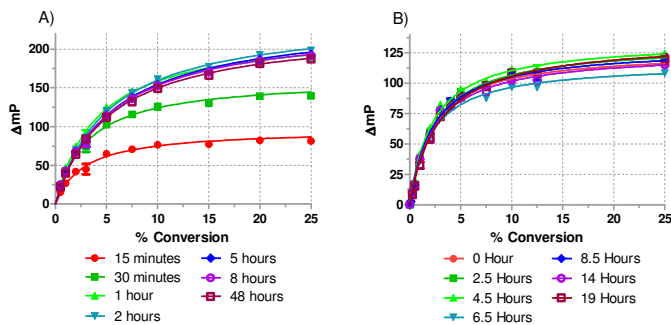 A)
B)
ΔmP
200
150
100
50
0
0
5
10
15
20
25
% Conversion
ΔmP
125
100
75
50
25
0
0
5
10
15
20
25
% Conversion
15 minutes
30 minutes
1 hour
2 hours
5 hours
8 hours
48 hours
0 Hour
2.5 Hours
4.5 Hours
6.5 Hours
8.5 Hours
14 Hours
19 Hours